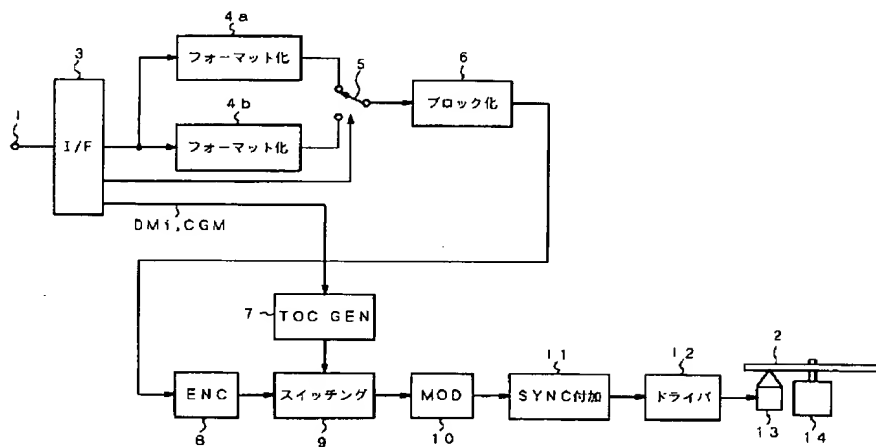 4a
3
フォーマット化
5
6
1
I/F
4b
ブロック化
フォーマット化
DMi,CGM
7
TOC GEN
11
12
2
ENC
スイッチング
MOD
SYNC付加
ドライバ
8
9
10
13
14